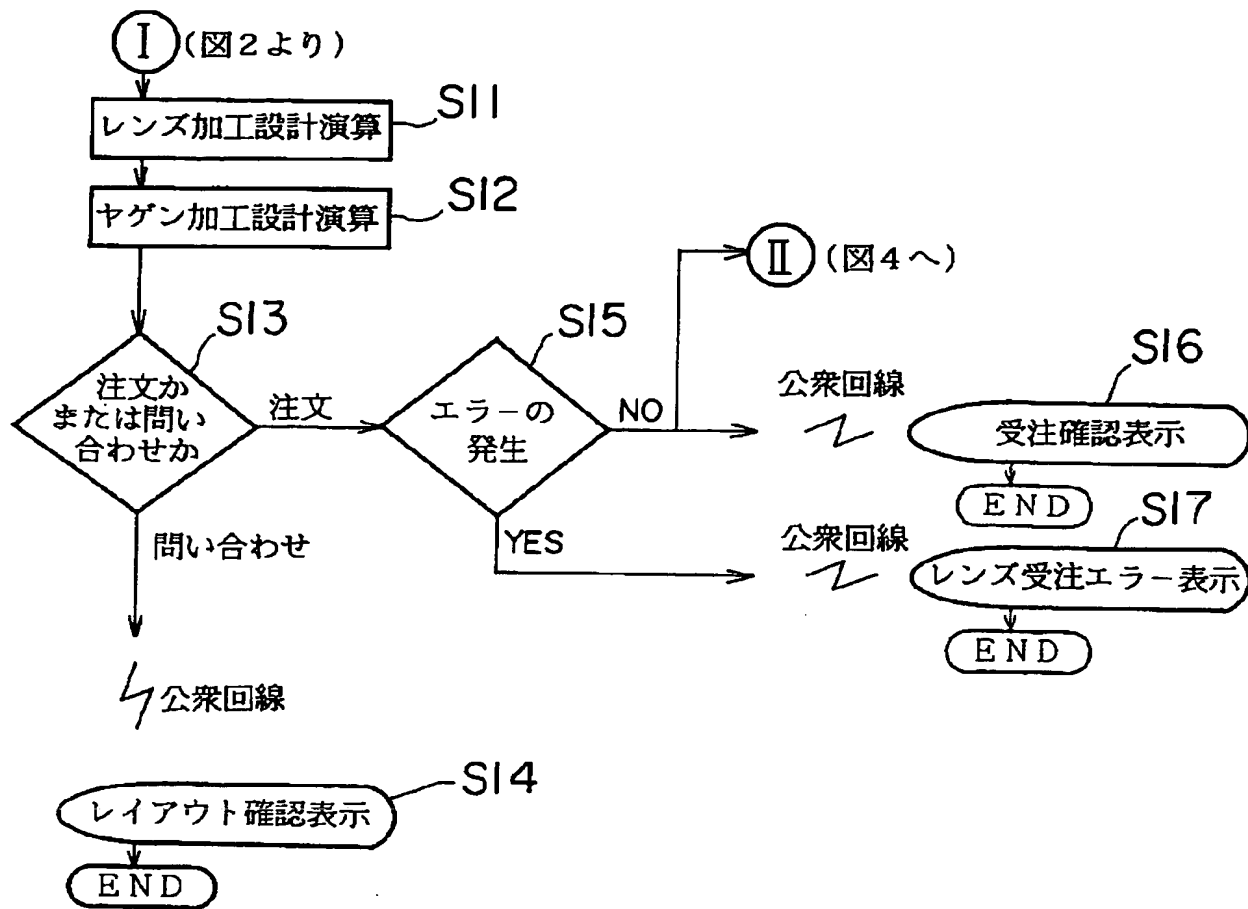 Ⅰ (図2より)
S11
レンズ加工設計演算
S12
ヤゲン加工設計演算
Ⅱ (図4へ)
S13
注文か
または問い
合わせか
注文
S15
エラーの
発生
NO
公衆回線
S16
受注確認表示
END
問い合わせ
YES
公衆回線
S17
レンズ受注エラー表示
END
公衆回線
S14
レイアウト確認表示
END